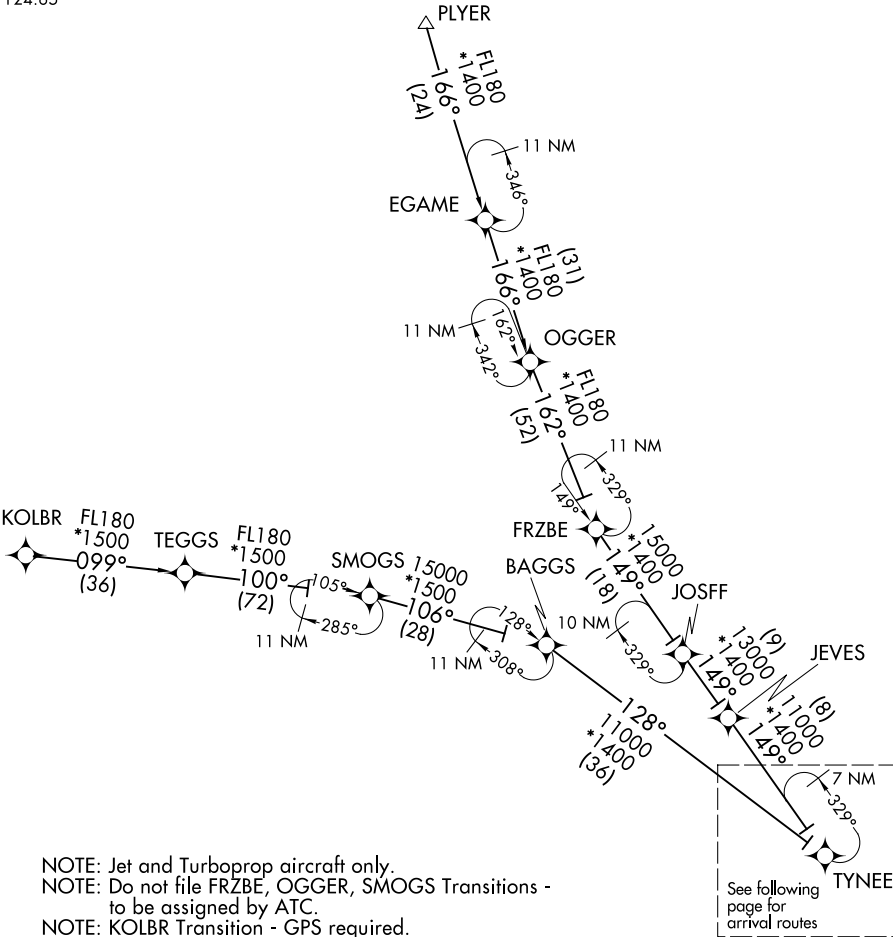 124.85
PLYER
FL180
*1400
166°
(24)
11 NM
346°
EGAME
(31)
FL180
*1400
166°
11 NM
162°
342°
OGGER
FL180
*1400
162°
(52)
11 NM
329°
149°
FRZBE
15000
*1400
149°
(18)
JOSFF
10 NM
329°
(9)
13000
*1400
149°
JEVES
(8)
11000
*1400
149°
KOLBR
FL180
*1500
099°
(36)
TEGGS
FL180
*1500
100°
(72)
105°
285°
11 NM
SMOGS
15000
*1500
106°
(28)
BAGGS
128°
308°
11 NM
128°
11000
*1400
(36)
7 NM
329°
TYNEE
See following
page for
arrival routes
NOTE: Jet and Turboprop aircraft only.
NOTE: Do not file FRZBE, OGGER, SMOGS Transitions -
to be assigned by ATC.
NOTE: KOLBR Transition - GPS required.